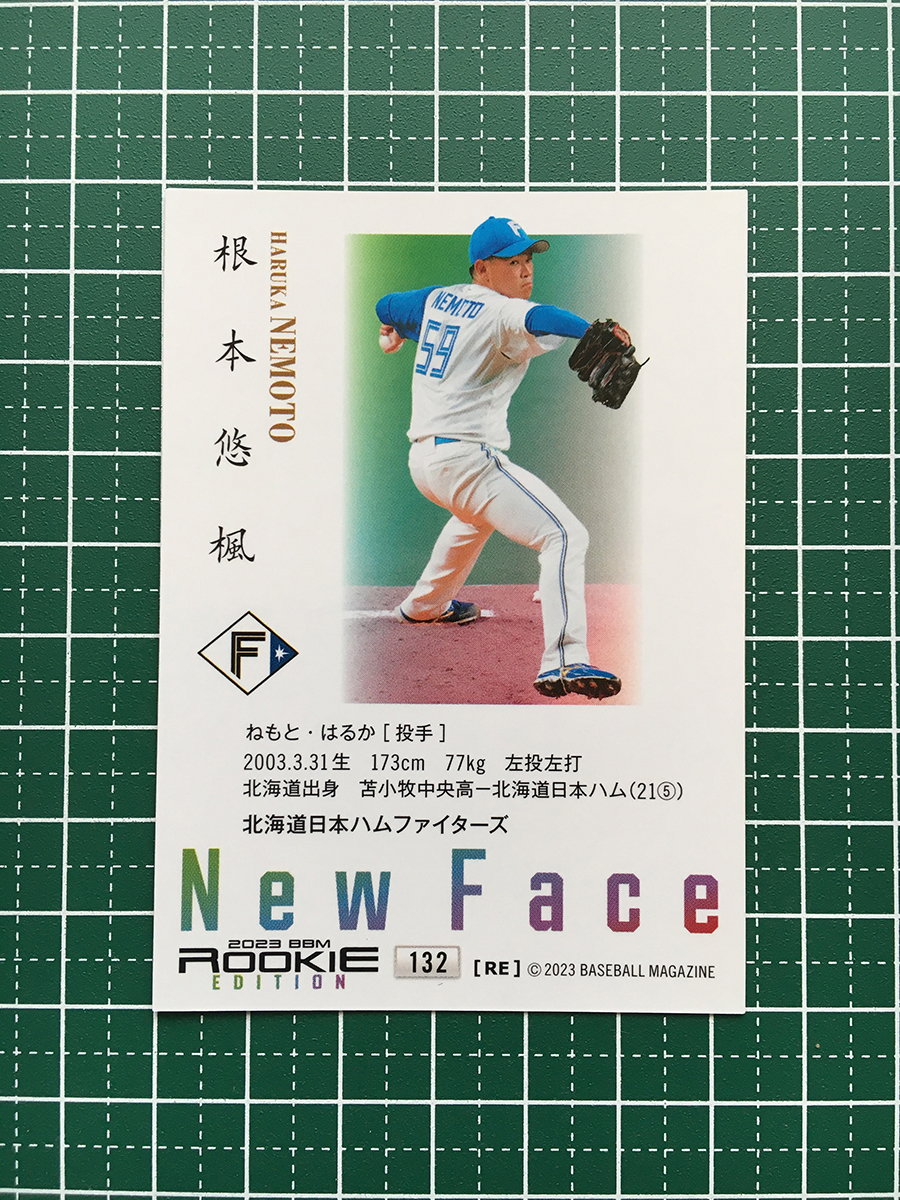 根本悠楓
HARUKA NEMOTO
F
NEMOTO
59
F
ねもと・はるか[投手]
2003.3.31生 173cm 77kg 左投左打
北海道出身 苫小牧中央高ー北海道日本ハム(21⑤)
北海道日本ハムファイターズ
New Face
2023 BBM
ROOKIE
EDITION
132
[RE] ©2023 BASEBALL MAGAZINE